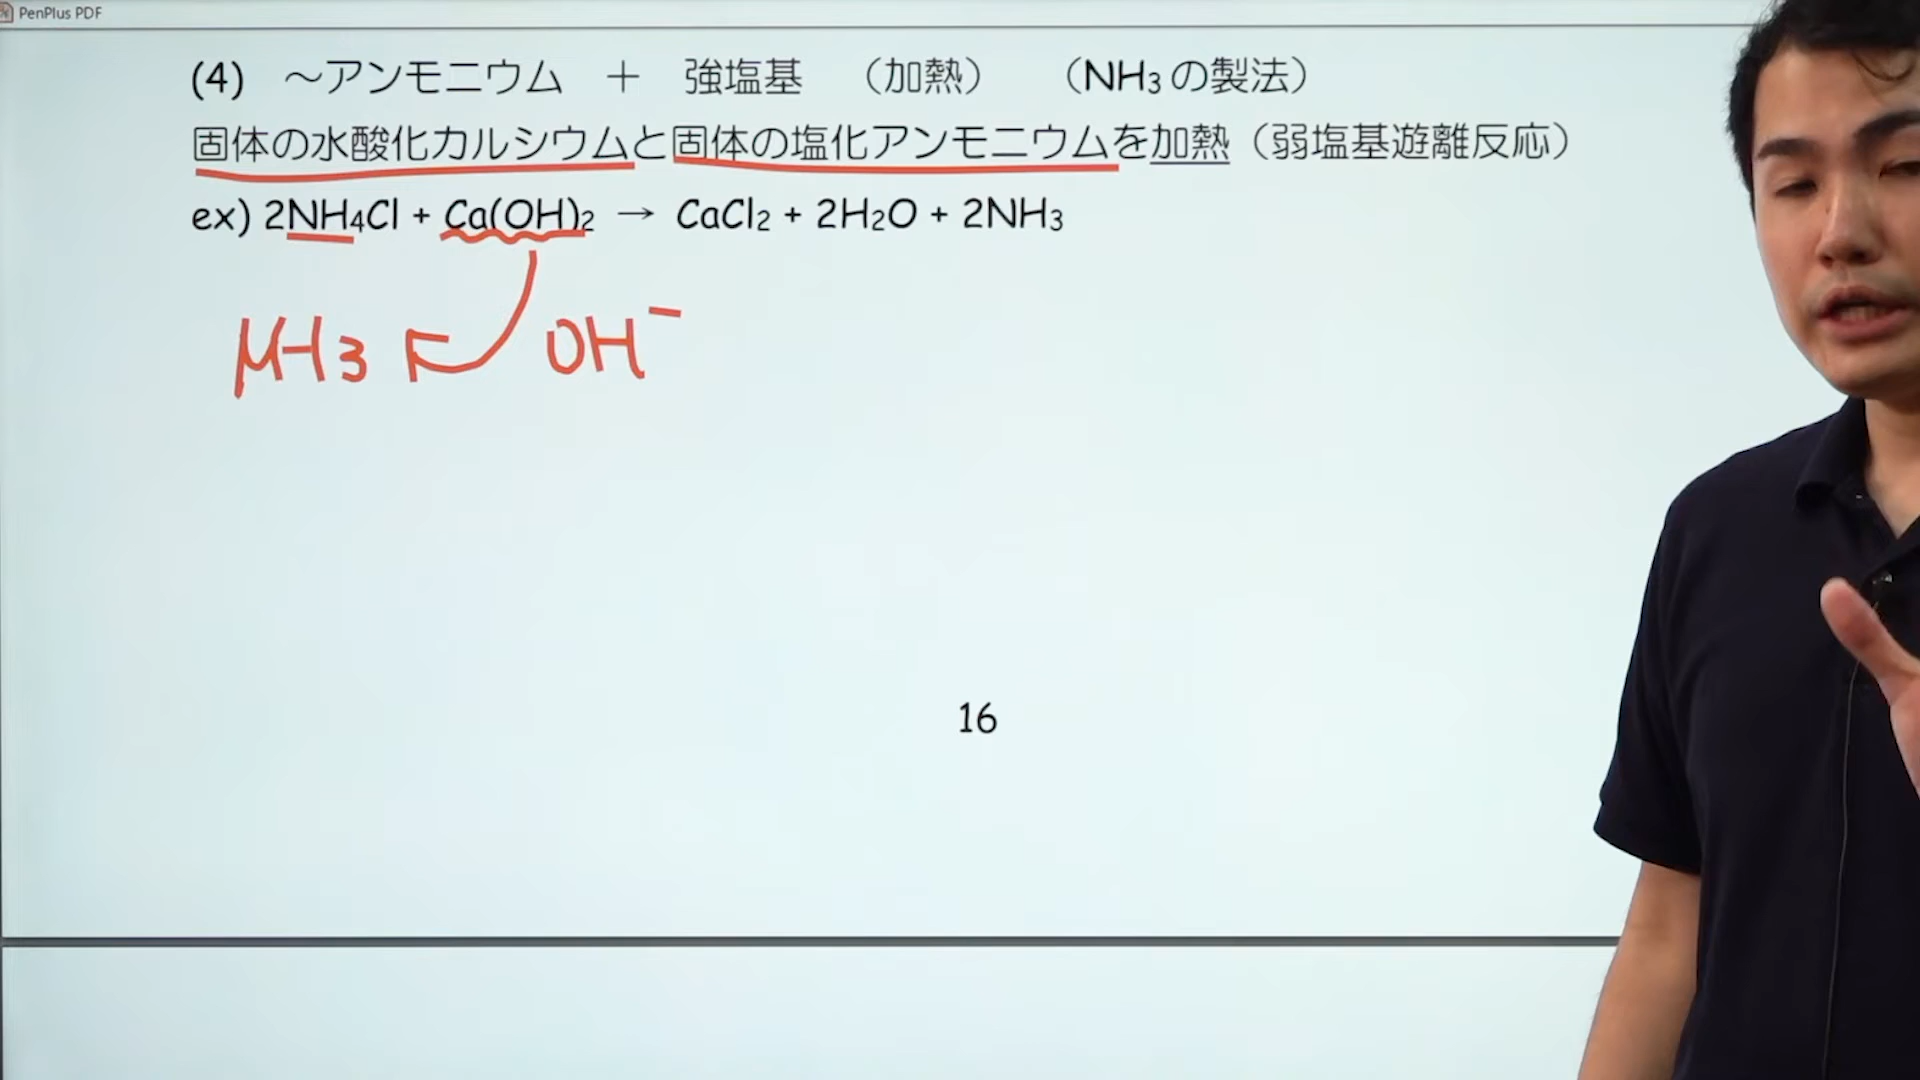 PenPlus PDF
(4) ～アンモニウム ＋ 強塩基 （加熱） （NH3の製法）
固体の水酸化カルシウムと固体の塩化アンモニウムを加熱（弱塩基遊離反応）
ex) 2NH4Cl + Ca(OH)2 → CaCl2 + 2H2O + 2NH3
NH3 OH-
16